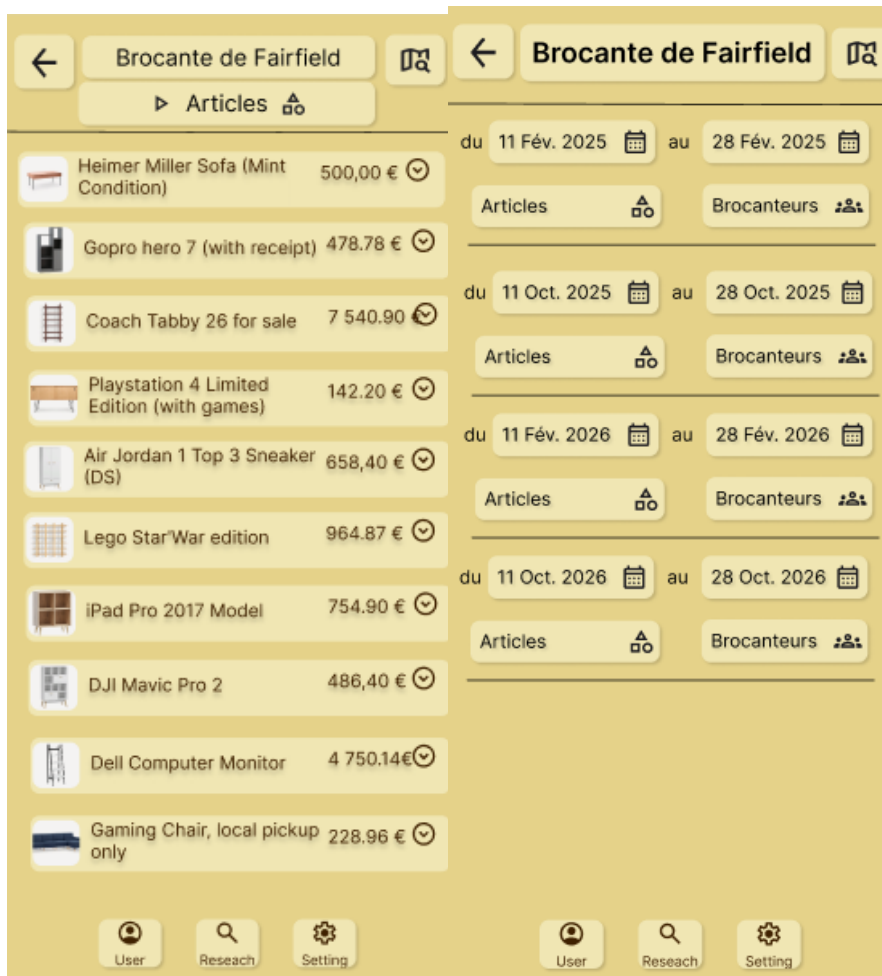 Brocante de Fairfield
Articles
Heimer Miller Sofa (Mint
Condition)
500,00 €
Gopro hero 7 (with receipt)
478.78 €
Coach Tabby 26 for sale
7 540.90 €
Playstation 4 Limited
Edition (with games)
142.20 €
Air Jordan 1 Top 3 Sneaker
(DS)
658,40 €
Lego Star'War edition
964.87 €
iPad Pro 2017 Model
754.90 €
DJI Mavic Pro 2
486,40 €
Dell Computer Monitor
4 750.14€
Gaming Chair, local pickup
only
228.96 €
User Reseach Setting
Brocante de Fairfield
du 11 Fév. 2025 au 28 Fév. 2025
Articles Brocanteurs
du 11 Oct. 2025 au 28 Oct. 2025
Articles Brocanteurs
du 11 Fév. 2026 au 28 Fév. 2026
Articles Brocanteurs
du 11 Oct. 2026 au 28 Oct. 2026
Articles Brocanteurs
User Reseach Setting